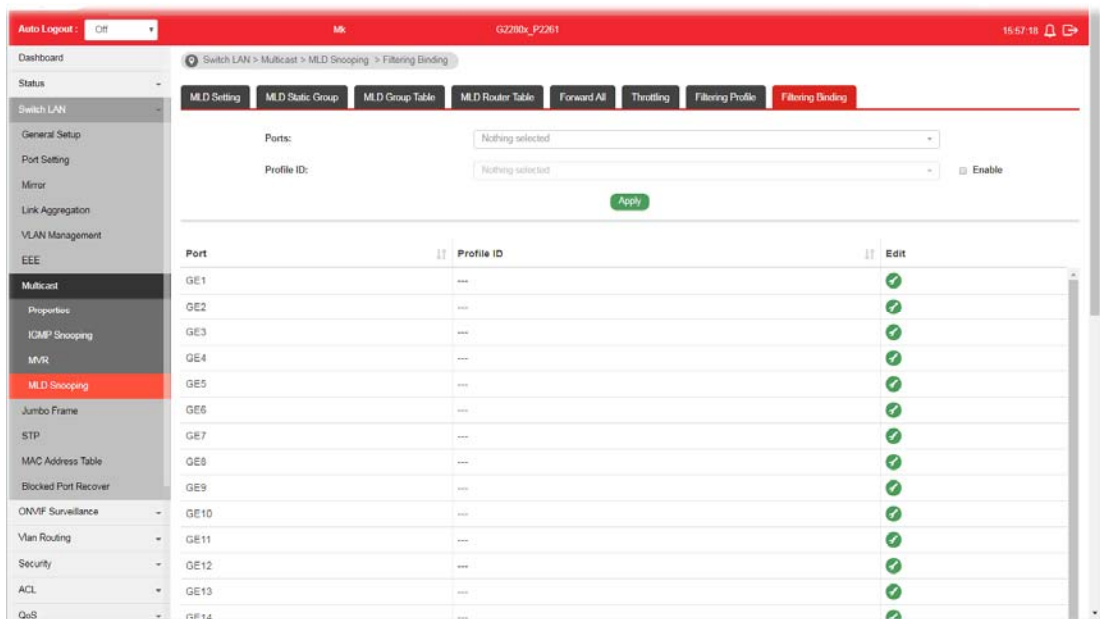 Auto Logout : Off Mk G2280x_P2261 15:57:18
Dashboard
Status
Switch LAN
General Setup
Port Setting
Mirror
Link Aggregation
VLAN Management
EEE
Multicast
Properties
IGMP Snooping
MVR
MLD Snooping
Jumbo Frame
STP
MAC Address Table
Blocked Port Recover
ONVIF Surveillance
Vlan Routing
Security
ACL
QoS
Switch LAN > Multicast > MLD Snooping > Filtering Binding
MLD Setting MLD Static Group MLD Group Table MLD Router Table Forward All Throttling Filtering Profile Filtering Binding
Ports: Nothing selected
Profile ID: Nothing selected Enable
Apply
Port Profile ID Edit
GE1 ---
GE2 ---
GE3 ---
GE4 ---
GE5 ---
GE6 ---
GE7 ---
GE8 ---
GE9 ---
GE10 ---
GE11 ---
GE12 ---
GE13 ---
GE14 ---